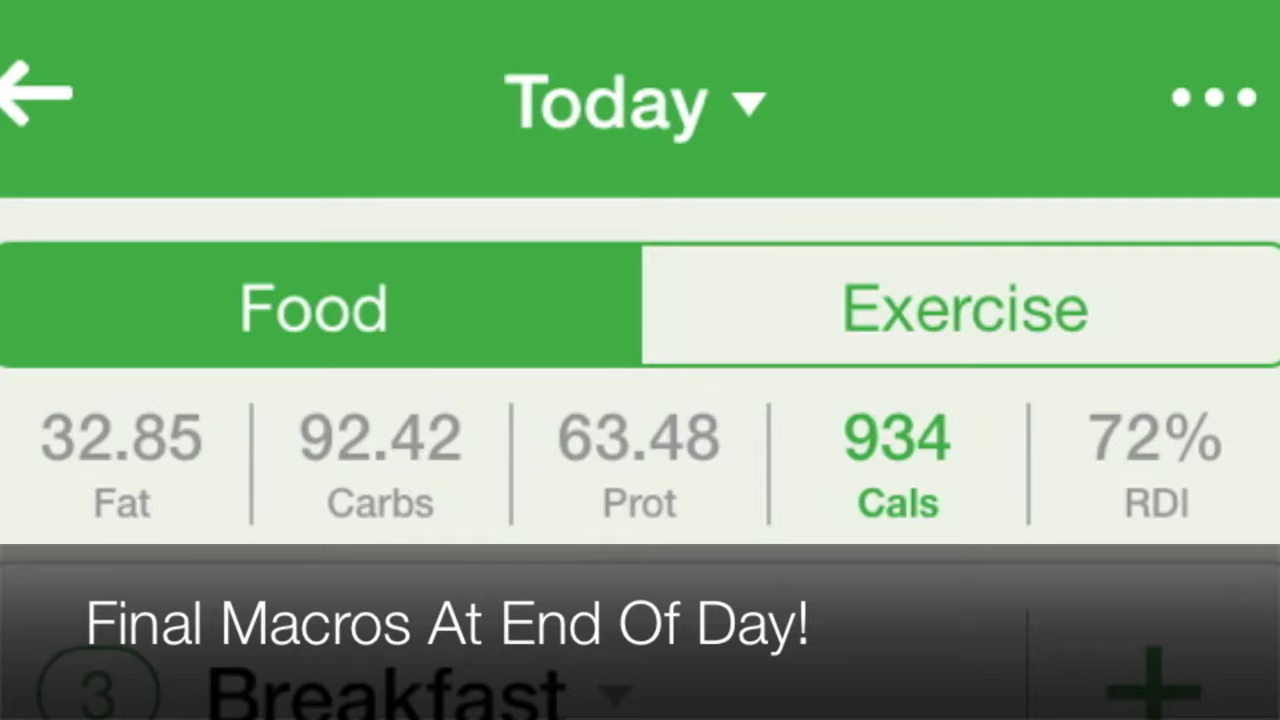 Today
Food Exercise
32.85 92.42 63.48 934 72%
Fat Carbs Prot Cals RDI
Final Macros At End Of Day!
3 Breakfast